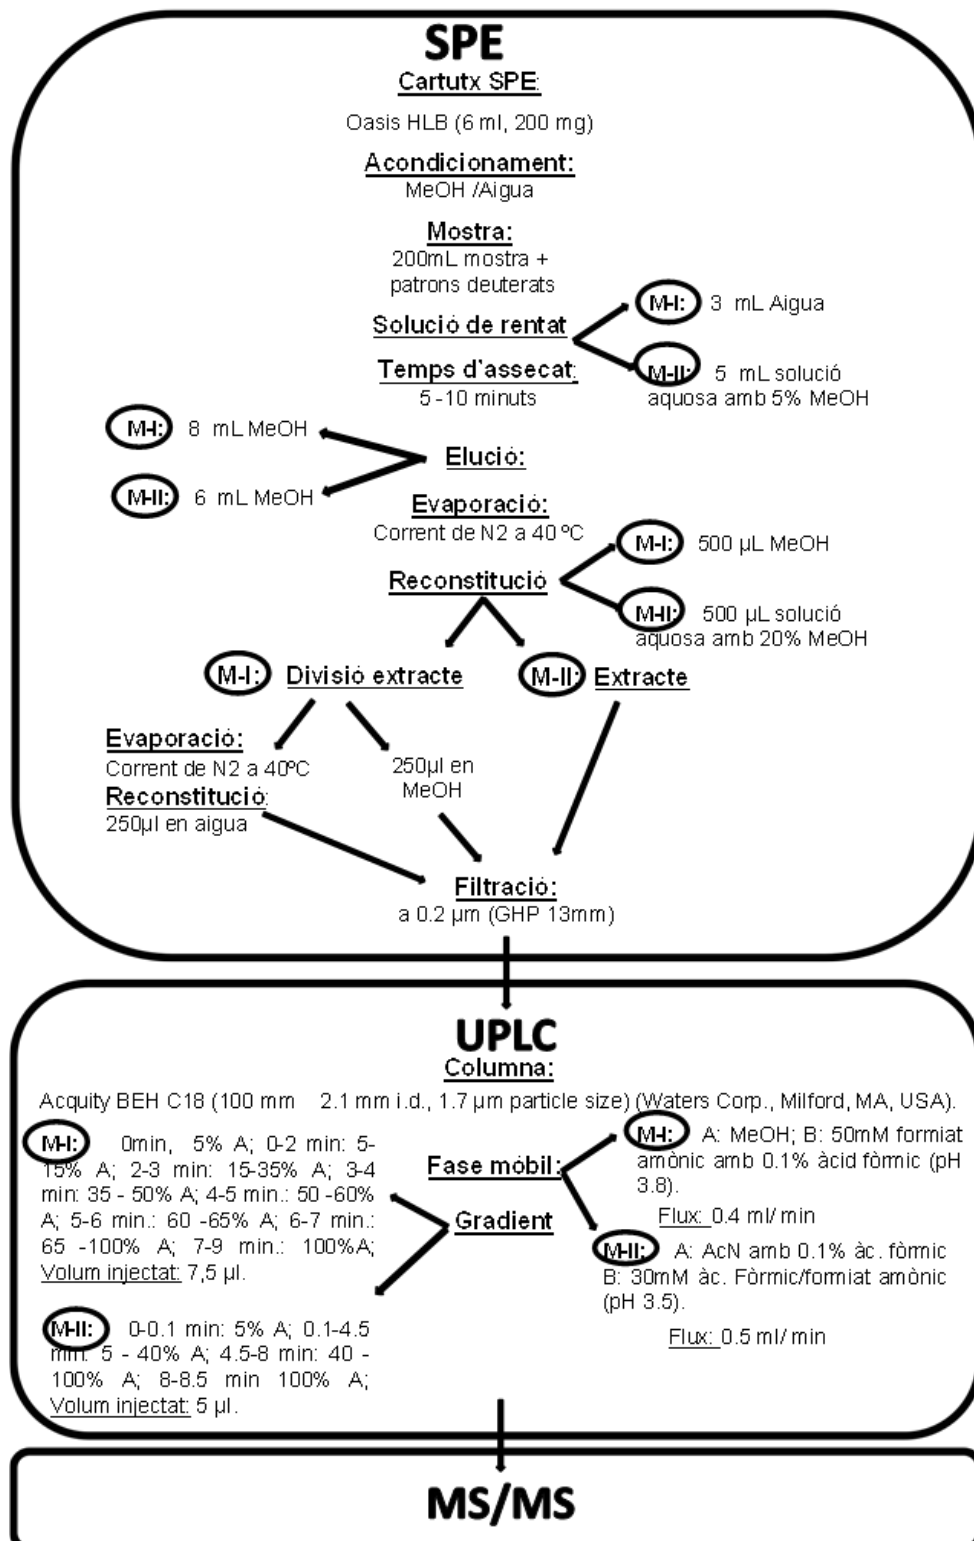 SPE
Cartutx SPE:
Oasis HLB (6 ml, 200 mg)
Acondicionament:
MeOH /Aigua
Mostra:
200mL mostra +
patrons deuterats
M-I: 3 mL Aigua
Solució de rentat
M-II: 5 mL solució
aquosa amb 5% MeOH
Temps d'assecat:
5 -10 minuts
M-I: 8 mL MeOH
Elució:
M-II: 6 mL MeOH
Evaporació:
Corrent de N2 a 40 ºC
M-I: 500 µL MeOH
Reconstitució
M-II: 500 µL solució
aquosa amb 20% MeOH
M-I: Divisió extracte
M-II: Extracte
Evaporació:
Corrent de N2 a 40ºC
Reconstitució:
250µl en aigua
250µl en
MeOH
Filtració:
a 0.2 µm (GHP 13mm)
UPLC
Columna:
Acquity BEH C18 (100 mm 2.1 mm i.d., 1.7 µm particle size) (Waters Corp., Milford, MA, USA).
M-I: 0min, 5% A; 0-2 min: 5-
15% A; 2-3 min: 15-35% A; 3-4
min: 35 - 50% A; 4-5 min.: 50 -60%
A; 5-6 min.: 60 -65% A; 6-7 min.:
65 -100% A; 7-9 min.: 100%A;
Volum injectat: 7,5 µl.
Fase mòbil:
Gradient
M-I: A: MeOH; B: 50mM formiat
amònic amb 0.1% àcid fòrmic (pH
3.8).
Flux: 0.4 ml/ min
M-II: A: AcN amb 0.1% àc. fòrmic
B: 30mM àc. Fòrmic/formiat amònic
(pH 3.5).
Flux: 0.5 ml/ min
M-II: 0-0.1 min: 5% A; 0.1-4.5
min: 5 - 40% A; 4.5-8 min: 40 -
100% A; 8-8.5 min 100% A;
Volum injectat: 5 µl.
MS/MS